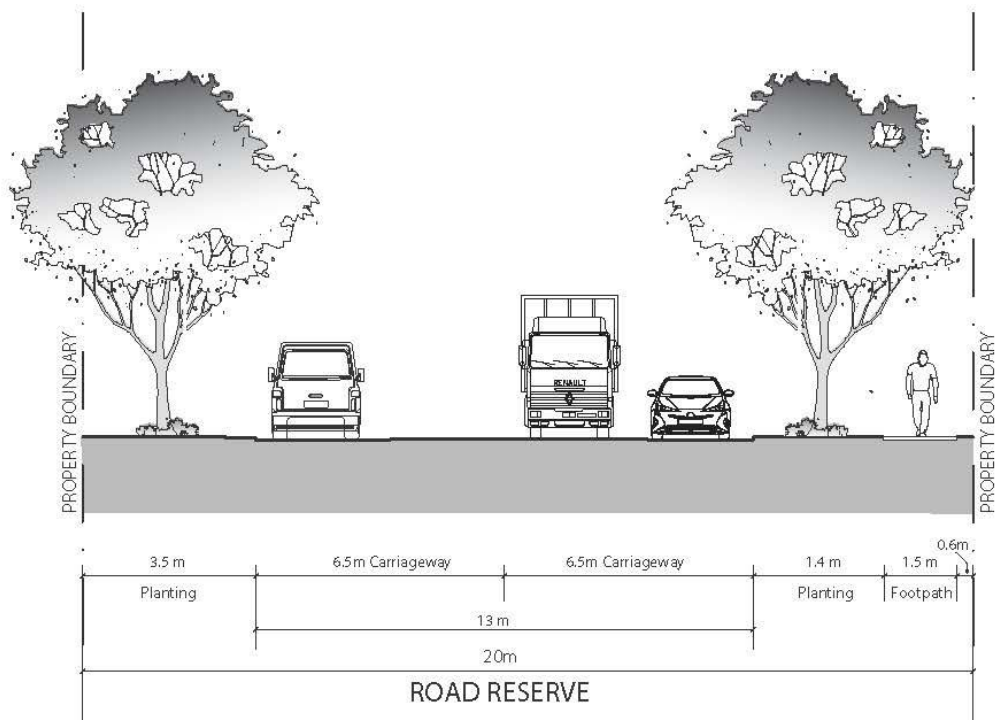 RENAULT
PROPERTY BOUNDARY
PROPERTY BOUNDARY
3.5 m
6.5m Carriageway
6.5m Carriageway
1.4 m
1.5 m
0.6m
Planting
Planting
Footpath
13 m
20m
ROAD RESERVE